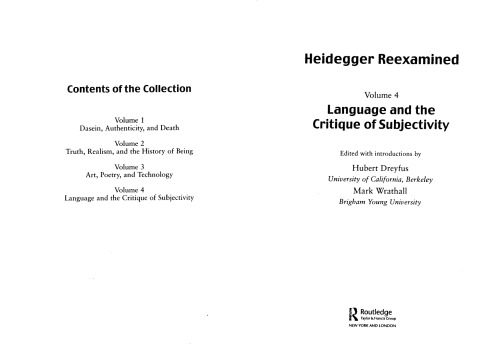 Contents of the Collection
Volume 1
Dasein, Authenticity, and Death
Volume 2
Truth, Realism, and the History of Being
Volume 3
Art, Poetry, and Technology
Volume 4
Language and the Critique of Subjectivity
Heidegger Reexamined
Volume 4
Language and the
Critique of Subjectivity
Edited with introductions by
Hubert Dreyfus
University of California, Berkeley
Mark Wrathall
Brigham Young University
Routledge
Taylor & Francis Group
NEW YORK AND LONDON